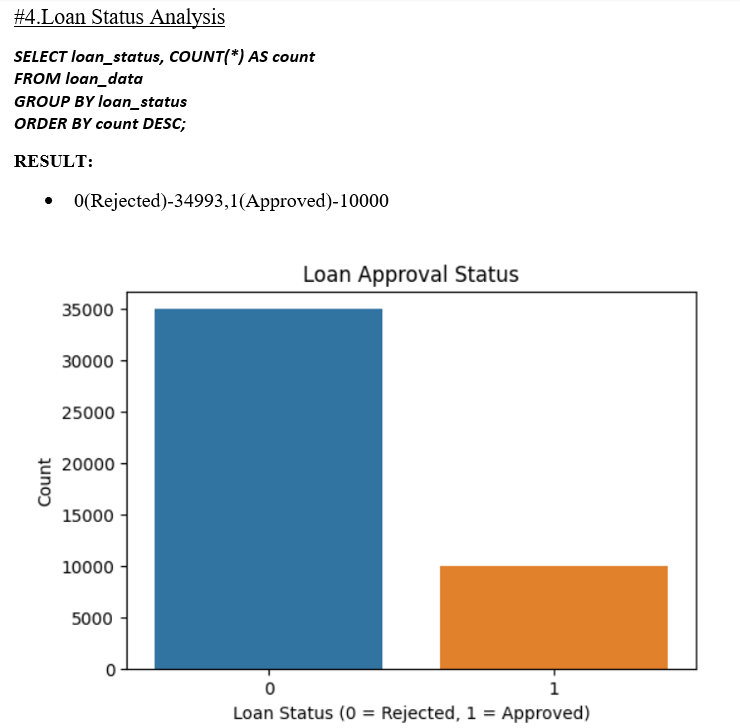 #4.Loan Status Analysis
SELECT loan_status, COUNT(*) AS count
FROM loan_data
GROUP BY loan_status
ORDER BY count DESC;
RESULT:
• 0(Rejected)-34993,1(Approved)-10000
Loan Approval Status
35000
30000
25000
20000
15000
10000
5000
0
Count
0 1
Loan Status (0 = Rejected, 1 = Approved)